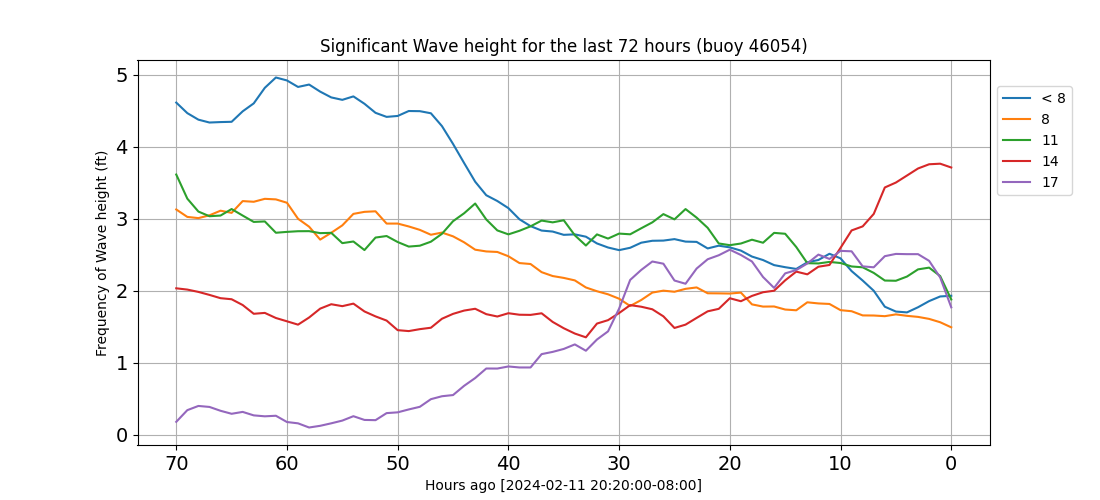 Significant Wave height for the last 72 hours (buoy 46054)
Frequency of Wave height (ft)
5
4
3
2
1
0
70 60 50 40 30 20 10 0
Hours ago [2024-02-11 20:20:00-08:00]
< 8
8
11
14
17